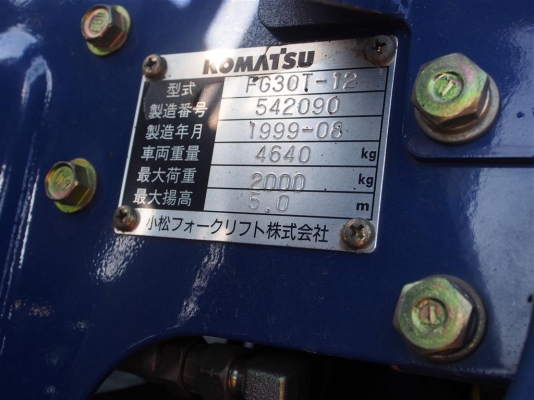 KOMATSU
型式 FG30T-12
製造番号 542090
製造年月 1999-08
車両重量 4640 kg
最大荷重 2000 kg
最大揚高 5.0 m
小松フォークリフト株式会社